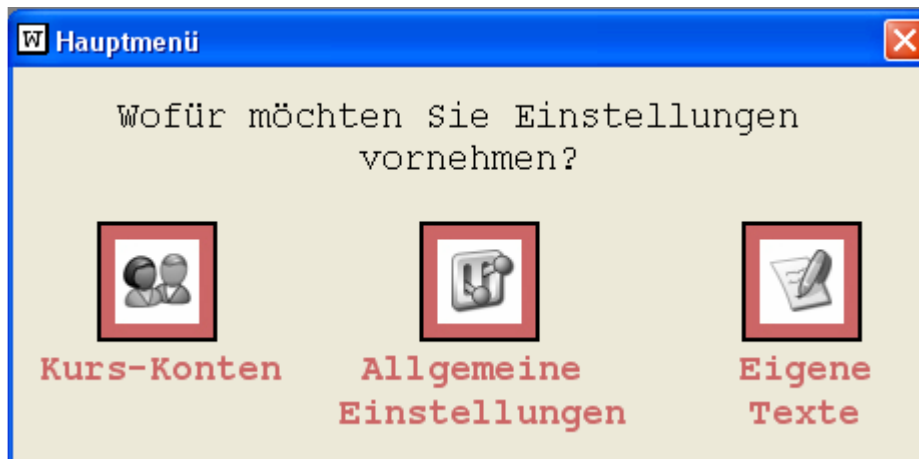 W Hauptmenü
Wofür möchten Sie Einstellungen
vornehmen?
Kurs-Konten
Allgemeine
Einstellungen
Eigene
Texte